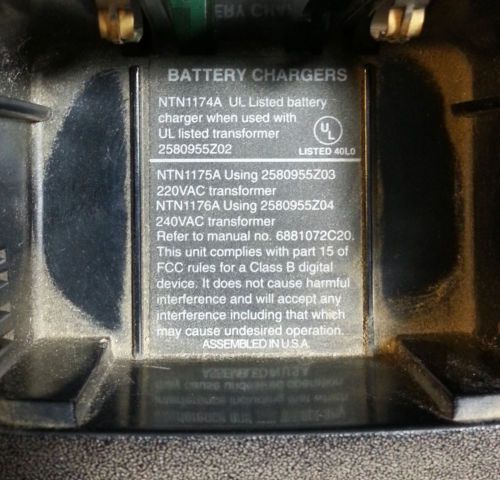 BATTERY CHARGERS
NTN1174A UL Listed battery
charger when used with
UL listed transformer
2580955Z02
UL
LISTED 40L0
NTN1175A Using 2580955Z03
220VAC transformer
NTN1176A Using 2580955Z04
240VAC transformer
Refer to manual no. 6881072C20.
This unit complies with part 15 of
FCC rules for a Class B digital
device. It does not cause harmful
interference and will accept any
interference including that which
may cause undesired operation.
ASSEMBLED IN U.S.A.